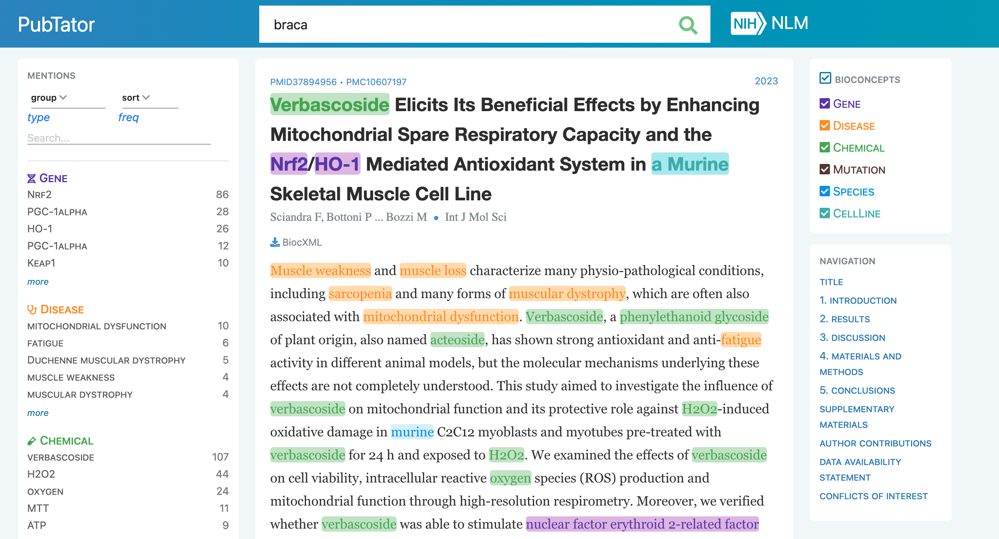 PubTator
braca
NIH NLM
MENTIONS
group sort
type freq
Search...
GENE
NRF2 86
PGC-1ALPHA 28
HO-1 26
PGC-1ALPHA 12
KEAP1 10
more
DISEASE
MITOCHONDRIAL DYSFUNCTION 10
FATIGUE 6
DUCHENNE MUSCULAR DYSTROPHY 5
MUSCLE WEAKNESS 4
MUSCULAR DYSTROPHY 4
more
CHEMICAL
VERBASCOSIDE 107
H2O2 44
OXYGEN 24
MTT 11
ATP 9
PMID37894956 • PMC10607197 2023
Verbascoside Elicits Its Beneficial Effects by Enhancing
Mitochondrial Spare Respiratory Capacity and the
Nrf2/HO-1 Mediated Antioxidant System in a Murine
Skeletal Muscle Cell Line
Sciandra F, Bottoni P ... Bozzi M • Int J Mol Sci
BiocXML
Muscle weakness and muscle loss characterize many physio-pathological conditions,
including sarcopenia and many forms of muscular dystrophy, which are often also
associated with mitochondrial dysfunction. Verbascoside, a phenylethanoid glycoside
of plant origin, also named acteoside, has shown strong antioxidant and anti-fatigue
activity in different animal models, but the molecular mechanisms underlying these
effects are not completely understood. This study aimed to investigate the influence of
verbascoside on mitochondrial function and its protective role against H2O2-induced
oxidative damage in murine C2C12 myoblasts and myotubes pre-treated with
verbascoside for 24 h and exposed to H2O2. We examined the effects of verbascoside
on cell viability, intracellular reactive oxygen species (ROS) production and
mitochondrial function through high-resolution respirometry. Moreover, we verified
whether verbascoside was able to stimulate nuclear factor erythroid 2-related factor
BIOCONCEPTS
GENE
DISEASE
CHEMICAL
MUTATION
SPECIES
CELLLINE
NAVIGATION
TITLE
1. INTRODUCTION
2. RESULTS
3. DISCUSSION
4. MATERIALS AND
METHODS
5. CONCLUSIONS
SUPPLEMENTARY
MATERIALS
AUTHOR CONTRIBUTIONS
DATA AVAILABILITY
STATEMENT
CONFLICTS OF INTEREST